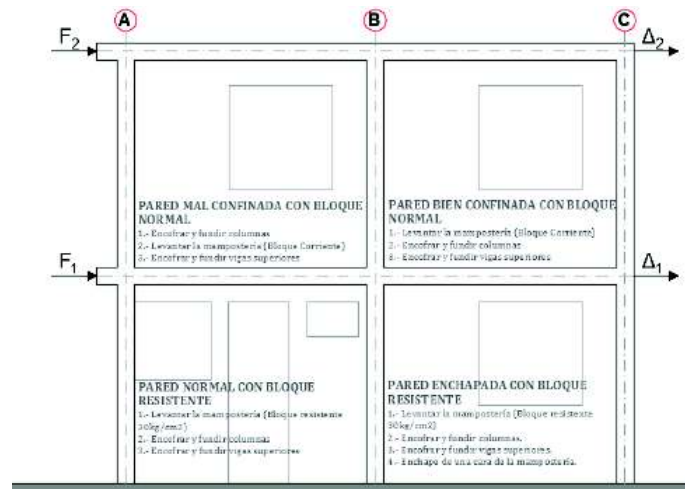 A
B
C
F2
Δ2
PARED MAL CONFINADA CON BLOQUE
NORMAL
1.- Encofrar y fundir columnas
2.- Levantar la mampostería (Bloque Corriente)
3.- Encofrar y fundir vigas superiores
PARED BIEN CONFINADA CON BLOQUE
NORMAL
1.- Levantar la mampostería (Bloque Corriente)
2.- Encofrar y fundir columnas
3.- Encofrar y fundir vigas superiores
F1
Δ1
PARED NORMAL CON BLOQUE
RESISTENTE
1.- Levantar la mampostería (Bloque resistente
30kg/cm2)
2.- Encofrar y fundir columnas
3.- Encofrar y fundir vigas superiores
PARED ENCHAPADA CON BLOQUE
RESISTENTE
1.- Levantar la mampostería (Bloque resistente
30kg/cm2)
2.- Encofrar y fundir columnas.
3.- Encofrar y fundir vigas superiores.
4.- Enchape de una cara de la mampostería.